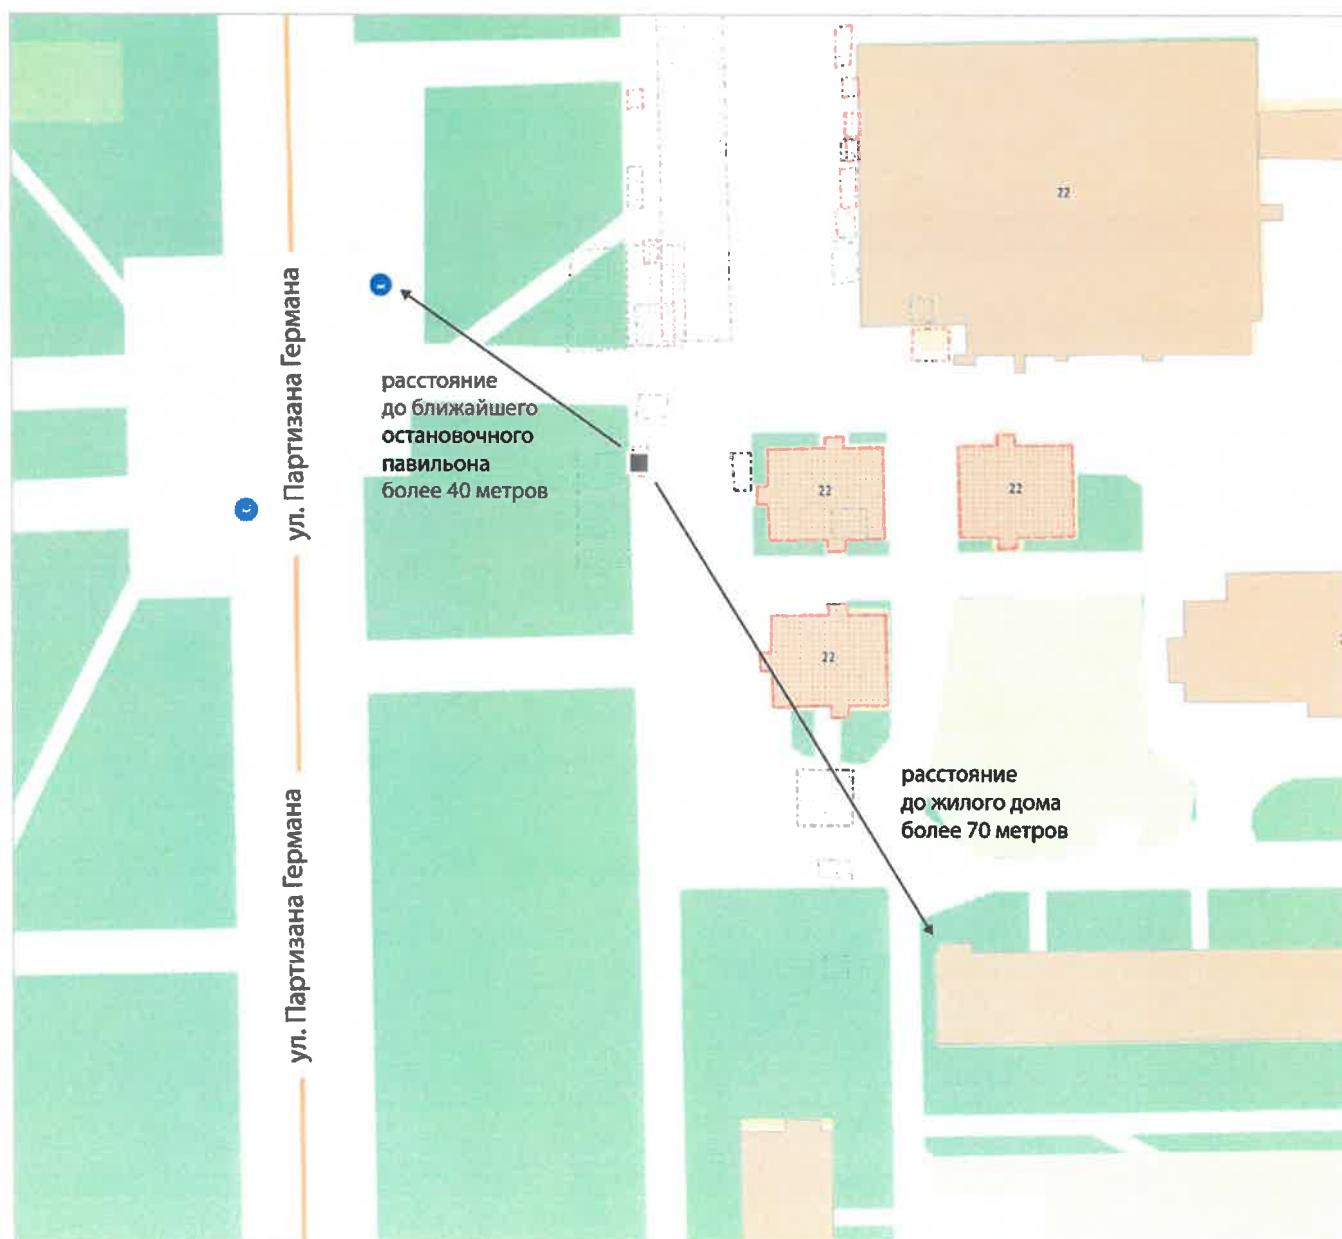 22
ул. Партизана Германа
расстояние
до ближайшего
остановочного
павильона
более 40 метров
22
22
22
расстояние
до жилого дома
более 70 метров
ул. Партизана Германа